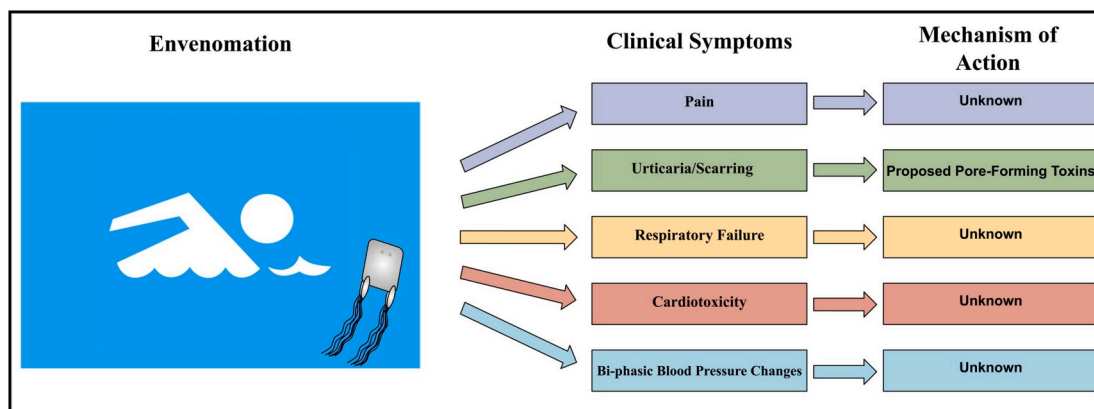 Envenomation
Clinical Symptoms
Mechanism of
Action
Pain
Unknown
Urticaria/Scarring
Proposed Pore-Forming Toxins
Respiratory Failure
Unknown
Cardiotoxicity
Unknown
Bi-phasic Blood Pressure Changes
Unknown